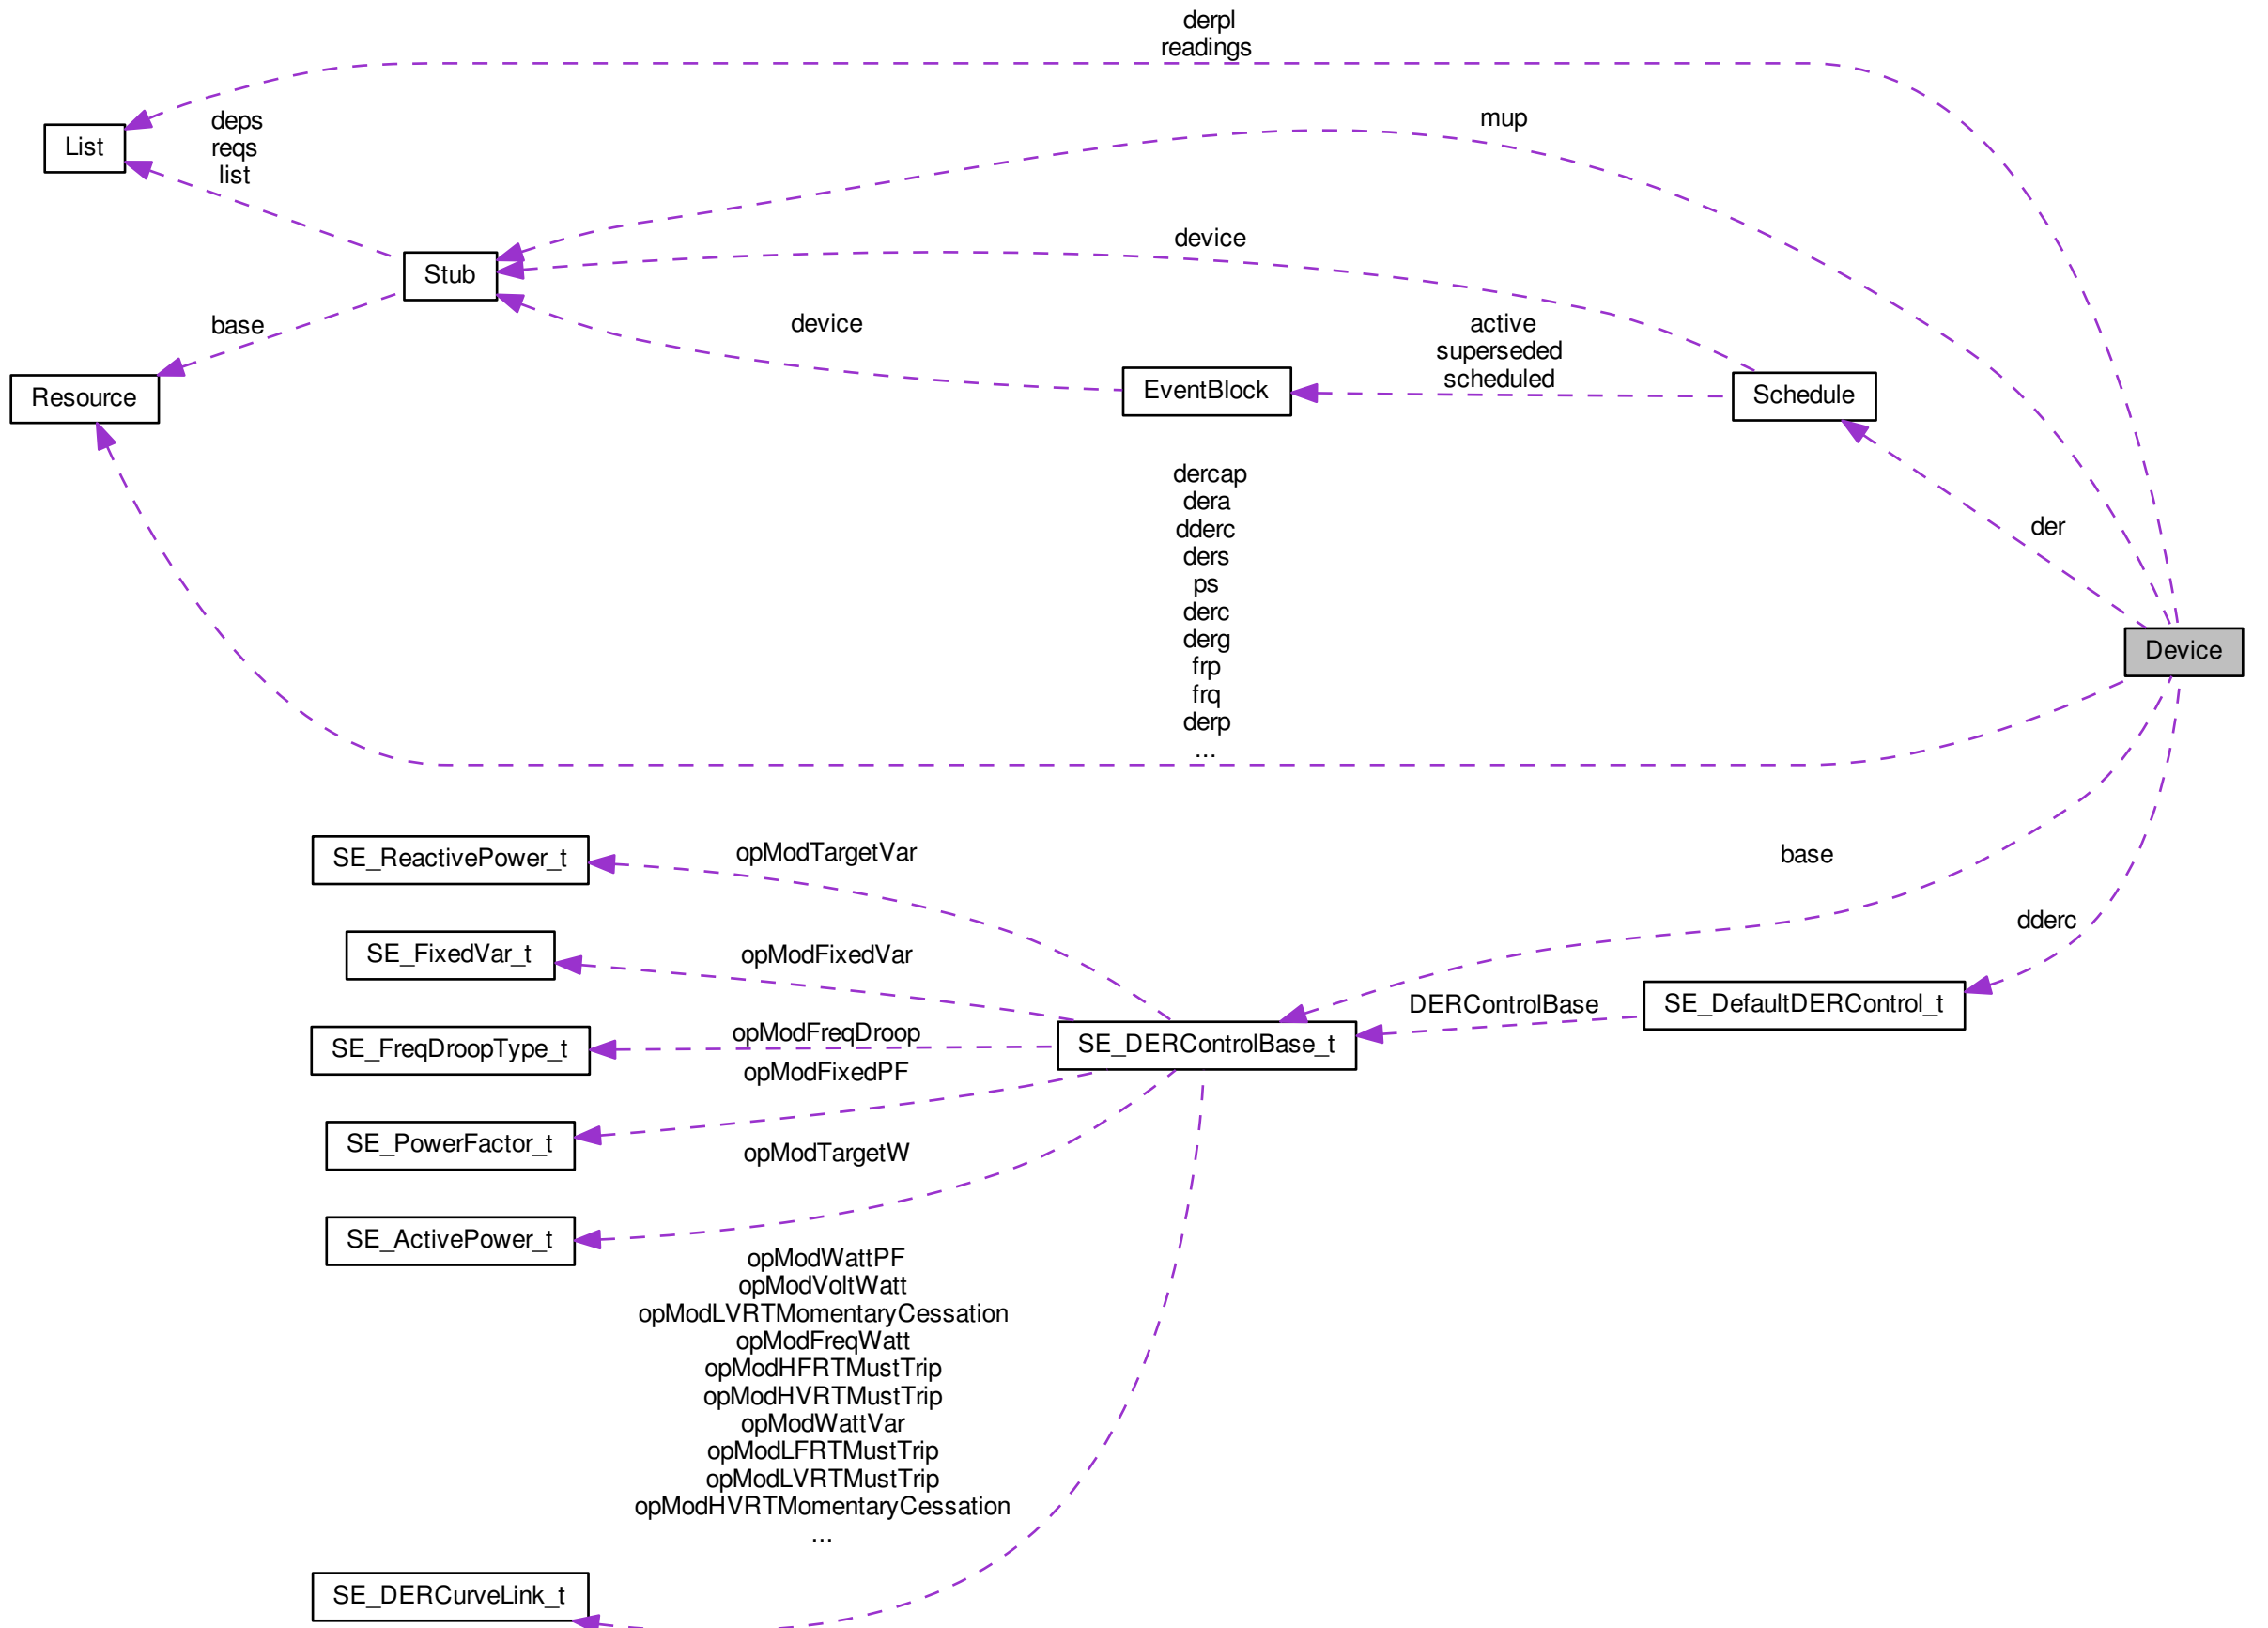 derpl
readings
mup
List
deps
reqs
list
device
Stub
base
device
active
superseded
scheduled
Resource
EventBlock
Schedule
dercap
dera
dderc
ders
ps
derc
derg
frp
frq
derp
...
der
Device
SE_ReactivePower_t
opModTargetVar
base
dderc
SE_FixedVar_t
opModFixedVar
DERControlBase
SE_DefaultDERControl_t
SE_FreqDroopType_t
opModFreqDroop
SE_DERControlBase_t
opModFixedPF
SE_PowerFactor_t
opModTargetW
SE_ActivePower_t
opModWattPF
opModVoltWatt
opModLVRTMomentaryCessation
opModFreqWatt
opModHFRTMustTrip
opModHVRTMustTrip
opModWattVar
opModLFRTMustTrip
opModLVRTMustTrip
opModHVRTMomentaryCessation
...
SE_DERCurveLink_t